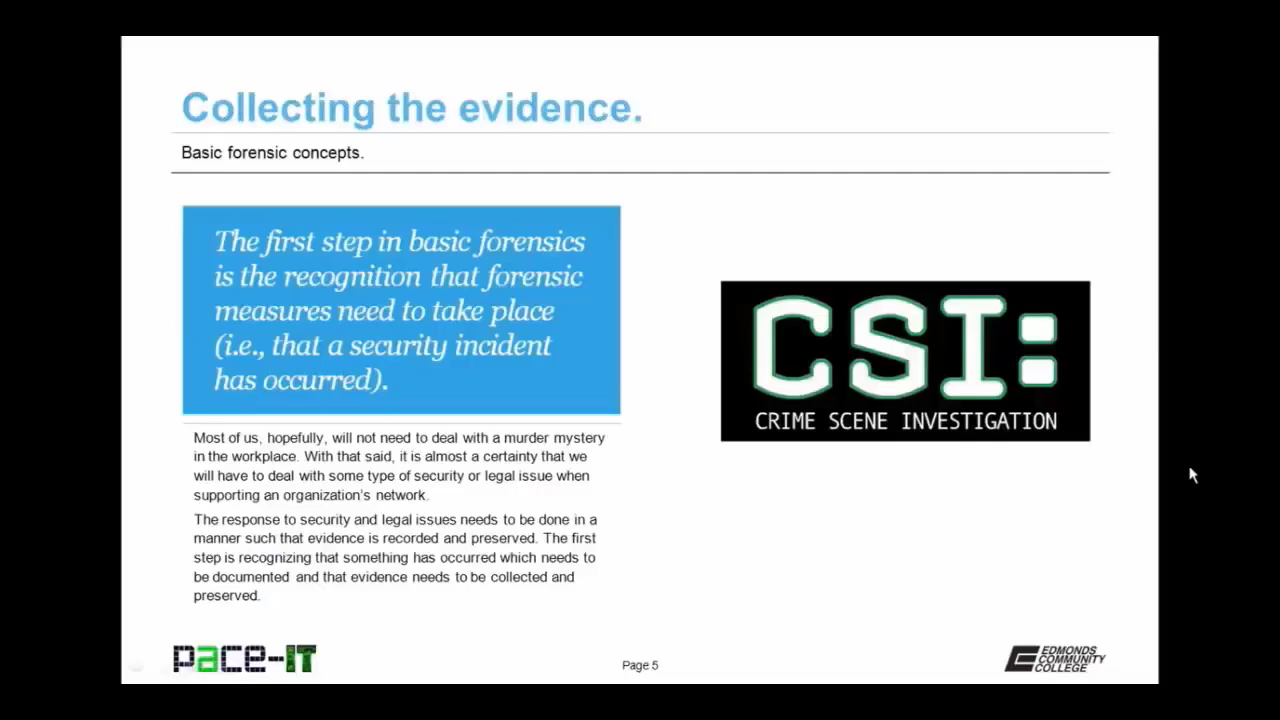 Collecting the evidence.
Basic forensic concepts.
The first step in basic forensics
is the recognition that forensic
measures need to take place
(i.e., that a security incident
has occurred).
Most of us, hopefully, will not need to deal with a murder mystery
in the workplace. With that said, it is almost a certainty that we
will have to deal with some type of security or legal issue when
supporting an organization's network.
The response to security and legal issues needs to be done in a
manner such that evidence is recorded and preserved. The first
step is recognizing that something has occurred which needs to
be documented and that evidence needs to be collected and
preserved.
CSI:
CRIME SCENE INVESTIGATION
pace-IT
Page 5
EDMONDS
COMMUNITY
COLLEGE